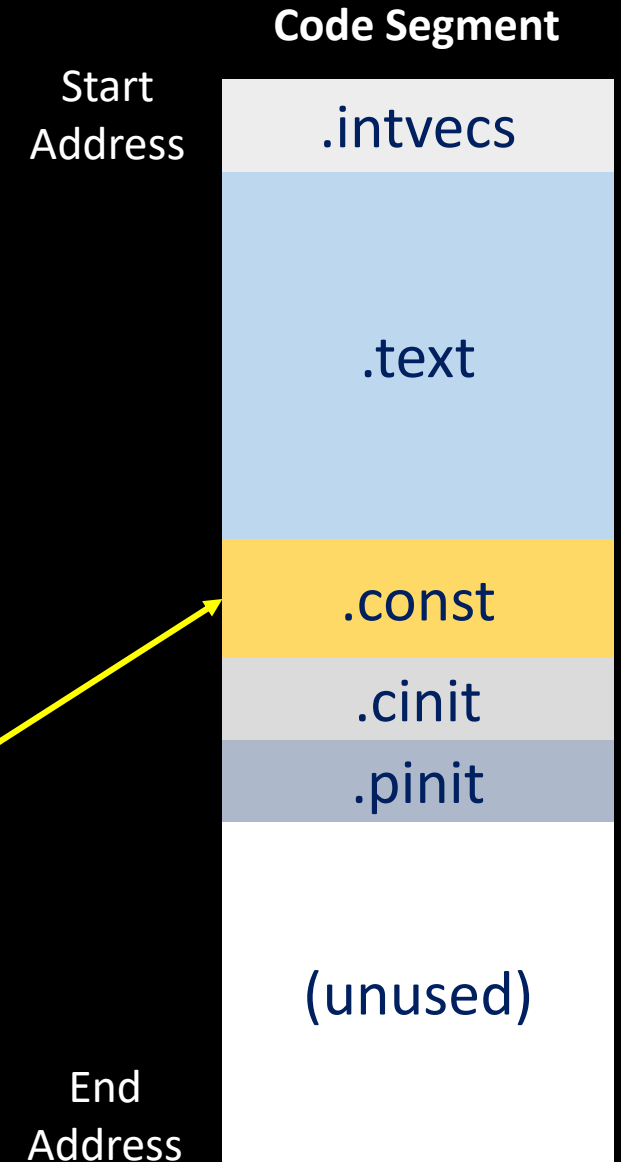 Code Segment
Start
Address
.intvecs
.text
.const
.cinit
.pinit
(unused)
End
Address